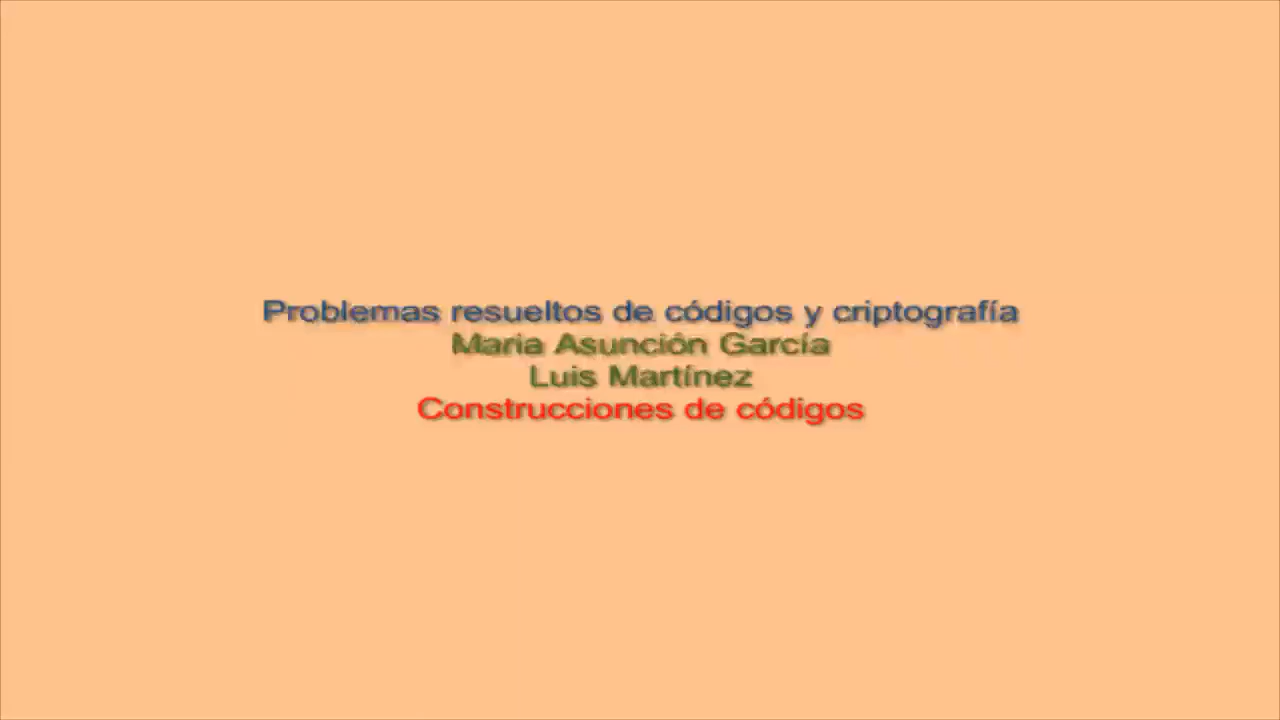 Problemas resueltos de códigos y criptografía
Maria Asunción García
Luis Martínez
Construcciones de códigos